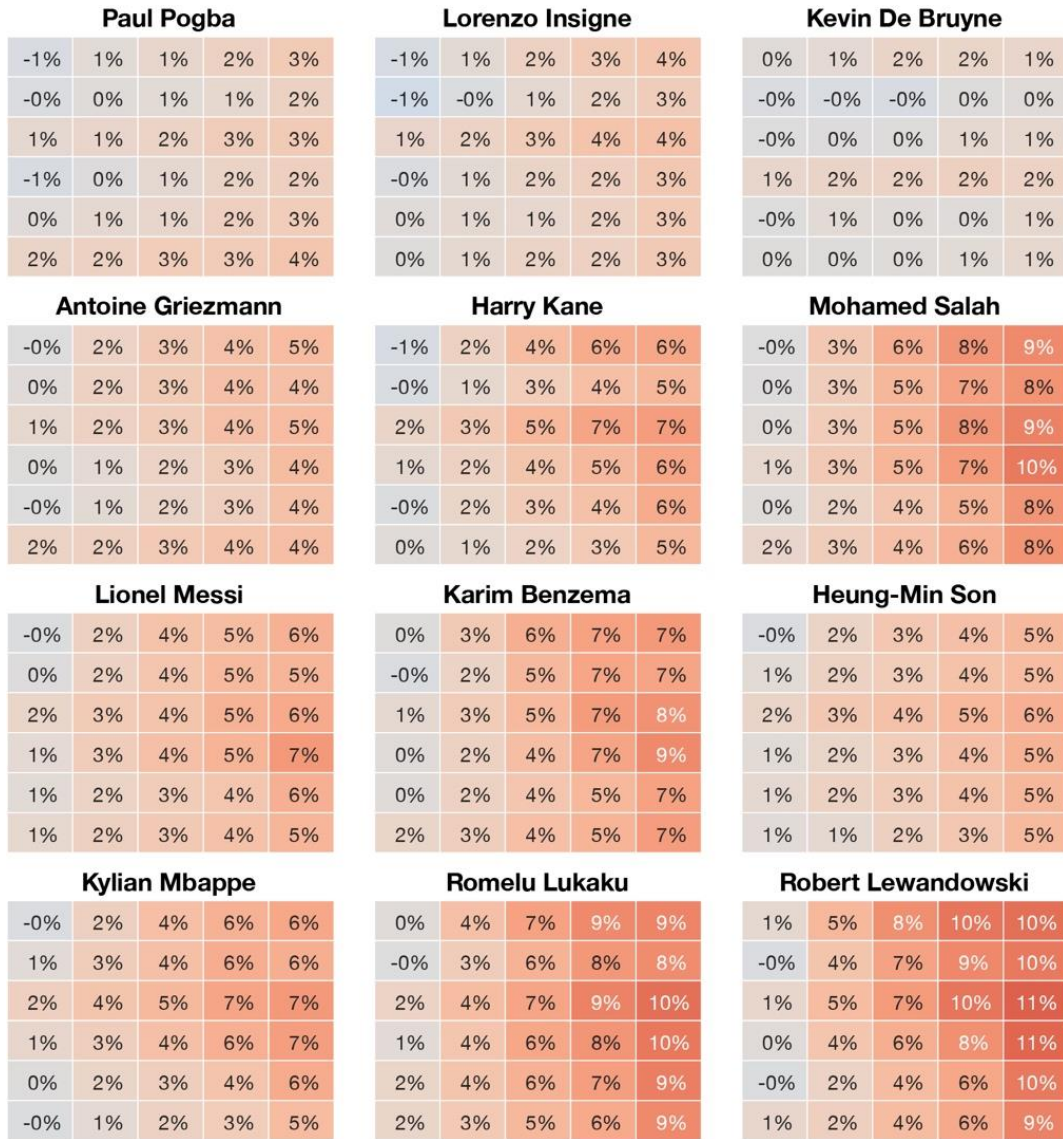 Paul Pogba Lorenzo Insigne Kevin De Bruyne
-1% 1% 1% 2% 3% -1% 1% 2% 3% 4% 0% 1% 2% 2% 1%
-0% 0% 1% 1% 2% -1% -0% 1% 2% 3% -0% -0% -0% 0% 0%
1% 1% 2% 3% 3% 1% 2% 3% 4% 4% -0% 0% 0% 1% 1%
-1% 0% 1% 2% 2% -0% 1% 2% 2% 3% 1% 2% 2% 2% 2%
0% 1% 1% 2% 3% 0% 1% 1% 2% 3% -0% 1% 0% 0% 1%
2% 2% 3% 3% 4% 0% 1% 2% 2% 3% 0% 0% 0% 1% 1%
Antoine Griezmann Harry Kane Mohamed Salah
-0% 2% 3% 4% 5% -1% 2% 4% 6% 6% -0% 3% 6% 8% 9%
0% 2% 3% 4% 4% -0% 1% 3% 4% 5% 0% 3% 5% 7% 8%
1% 2% 3% 4% 5% 2% 3% 5% 7% 7% 0% 3% 5% 8% 9%
0% 1% 2% 3% 4% 1% 2% 4% 5% 6% 1% 3% 5% 7% 10%
-0% 1% 2% 3% 4% -0% 2% 3% 4% 6% 0% 2% 4% 5% 8%
2% 2% 3% 4% 4% 0% 1% 2% 3% 5% 2% 3% 4% 6% 8%
Lionel Messi Karim Benzema Heung-Min Son
-0% 2% 4% 5% 6% 0% 3% 6% 7% 7% -0% 2% 3% 4% 5%
0% 2% 4% 5% 5% -0% 2% 5% 7% 7% 1% 2% 3% 4% 5%
2% 3% 4% 5% 6% 1% 3% 5% 7% 8% 2% 3% 4% 5% 6%
1% 3% 4% 5% 7% 0% 2% 4% 7% 9% 1% 2% 3% 4% 5%
1% 2% 3% 4% 6% 0% 2% 4% 5% 7% 1% 2% 3% 4% 5%
1% 2% 3% 4% 5% 2% 3% 4% 5% 7% 1% 1% 2% 3% 5%
Kylian Mbappe Romelu Lukaku Robert Lewandowski
-0% 2% 4% 6% 6% 0% 4% 7% 9% 9% 1% 5% 8% 10% 10%
1% 3% 4% 6% 6% -0% 3% 6% 8% 8% -0% 4% 7% 9% 10%
2% 4% 5% 7% 7% 2% 4% 7% 9% 10% 1% 5% 7% 10% 11%
1% 3% 4% 6% 7% 1% 4% 6% 8% 10% 0% 4% 6% 8% 11%
0% 2% 3% 4% 6% 2% 4% 6% 7% 9% -0% 2% 4% 6% 10%
-0% 1% 2% 3% 5% 2% 3% 5% 6% 9% 1% 2% 4% 6% 9%